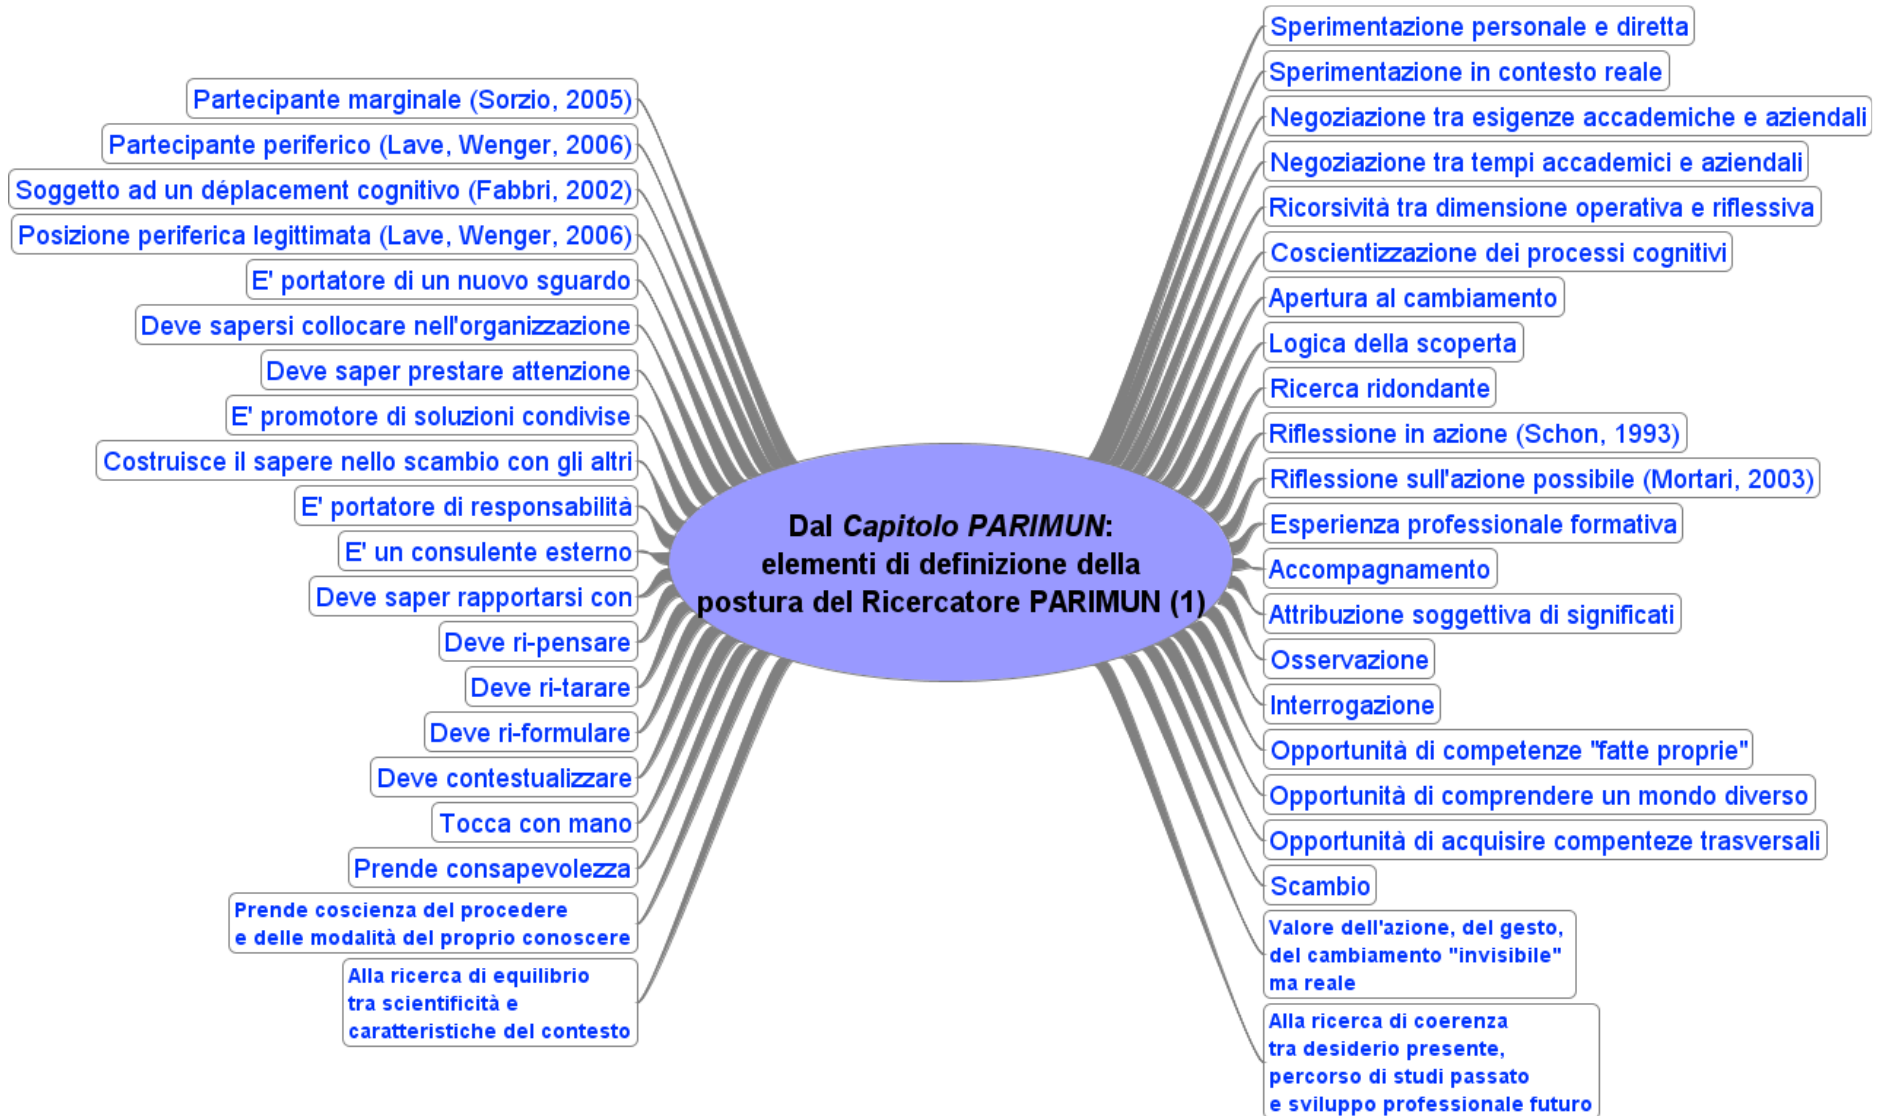 Partecipante marginale (Sorzio, 2005)
Partecipante periferico (Lave, Wenger, 2006)
Soggetto ad un déplacement cognitivo (Fabbri, 2002)
Posizione periferica legittimata (Lave, Wenger, 2006)
E' portatore di un nuovo sguardo
Deve sapersi collocare nell'organizzazione
Deve saper prestare attenzione
E' promotore di soluzioni condivise
Costruisce il sapere nello scambio con gli altri
E' portatore di responsabilità
E' un consulente esterno
Deve saper rapportarsi con
Deve ri-pensare
Deve ri-tarare
Deve ri-formulare
Deve contestualizzare
Tocca con mano
Prende consapevolezza
Prende coscienza del procedere
e delle modalità del proprio conoscere
Alla ricerca di equilibrio
tra scientificità e
caratteristiche del contesto
Dal Capitolo PARIMUN:
elementi di definizione della
postura del Ricercatore PARIMUN (1)
Sperimentazione personale e diretta
Sperimentazione in contesto reale
Negoziazione tra esigenze accademiche e aziendali
Negoziazione tra tempi accademici e aziendali
Ricorsività tra dimensione operativa e riflessiva
Coscientizzazione dei processi cognitivi
Apertura al cambiamento
Logica della scoperta
Ricerca ridondante
Riflessione in azione (Schon, 1993)
Riflessione sull'azione possibile (Mortari, 2003)
Esperienza professionale formativa
Accompagnamento
Attribuzione soggettiva di significati
Osservazione
Interrogazione
Opportunità di competenze "fatte proprie"
Opportunità di comprendere un mondo diverso
Opportunità di acquisire compenteze trasversali
Scambio
Valore dell'azione, del gesto,
del cambiamento "invisibile"
ma reale
Alla ricerca di coerenza
tra desiderio presente,
percorso di studi passato
e sviluppo professionale futuro